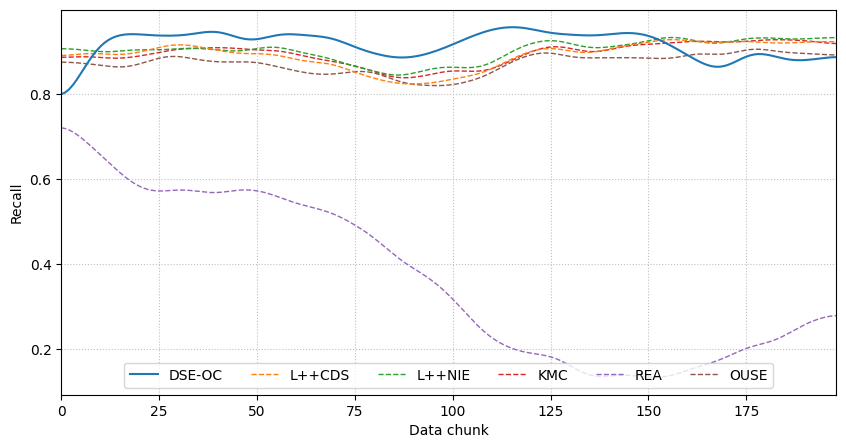 Recall
0.8
0.6
0.4
0.2
DSE-OC L++CDS L++NIE KMC REA OUSE
0 25 50 75 100 125 150 175
Data chunk